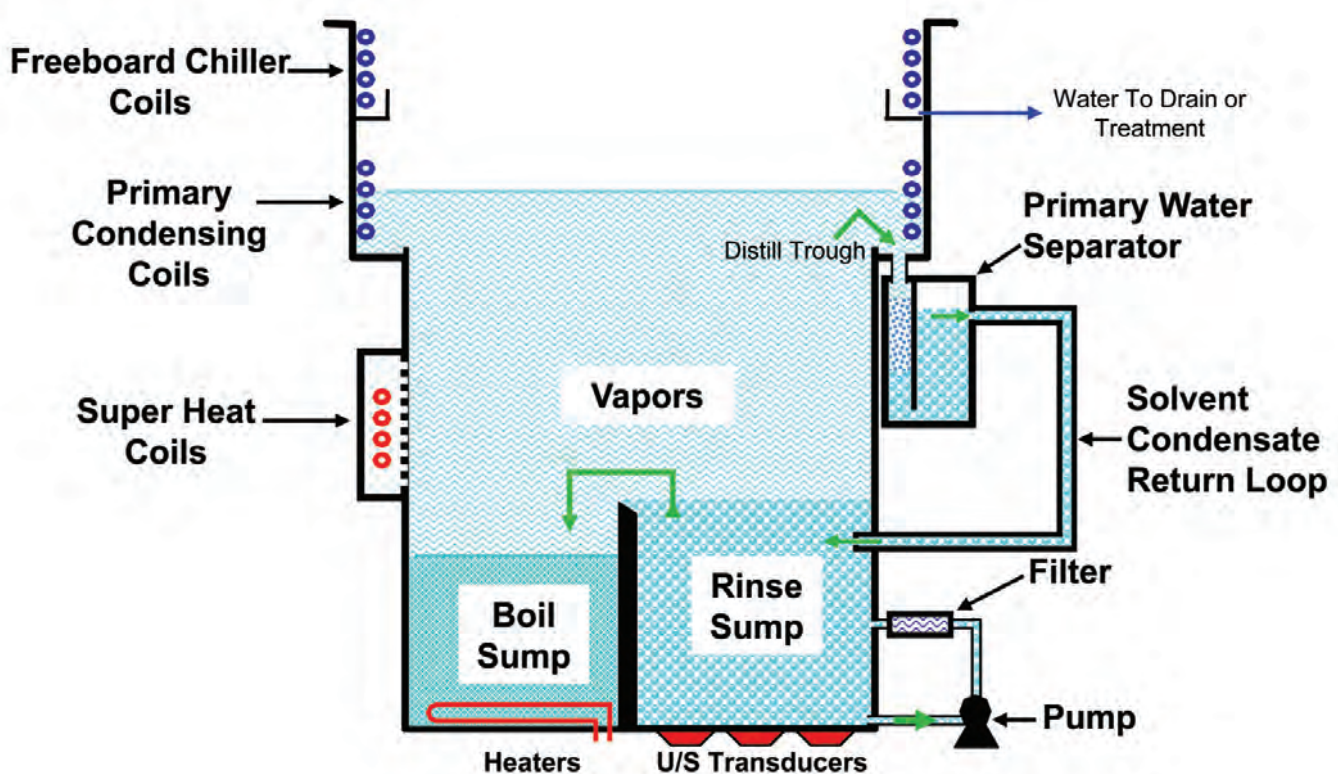 Freeboard Chiller
Coils
Water To Drain or
Treatment
Primary
Condensing
Coils
Distill Trough
Primary Water
Separator
Super Heat
Coils
Vapors
Solvent
Condensate
Return Loop
Boil
Sump
Rinse
Sump
Filter
Pump
Heaters
U/S Transducers